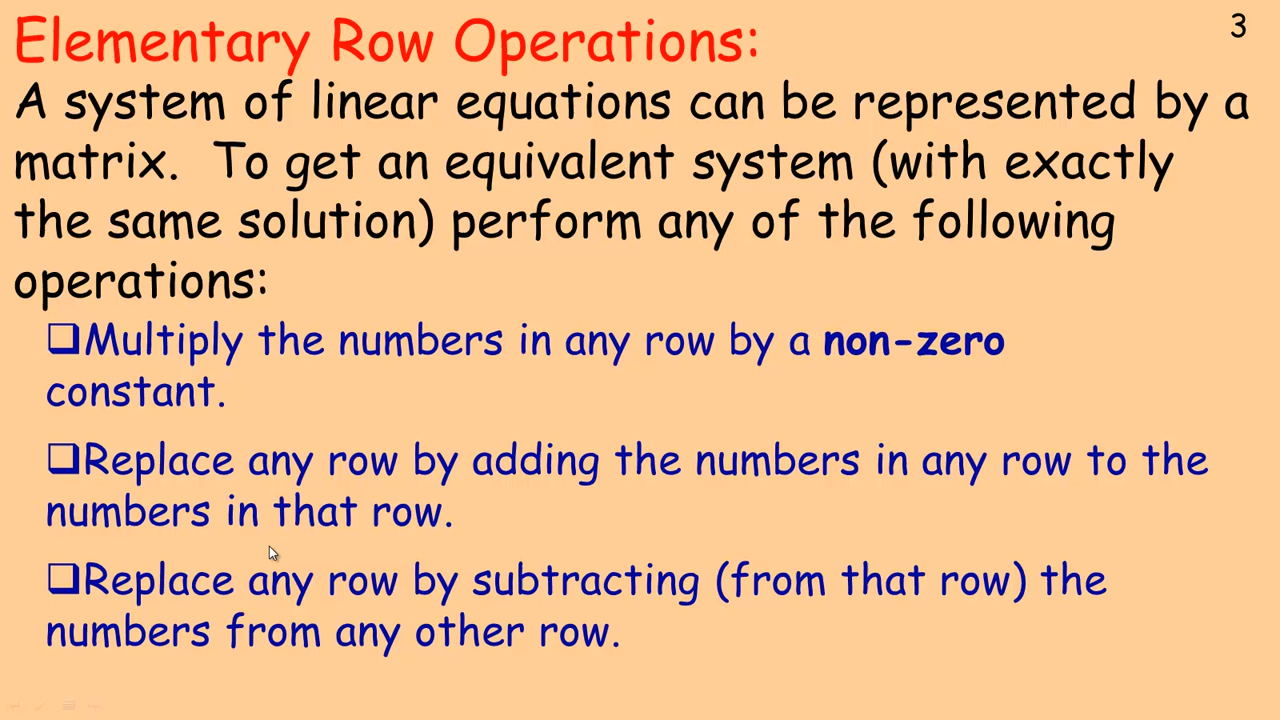 Elementary Row Operations:
3
A system of linear equations can be represented by a
matrix. To get an equivalent system (with exactly
the same solution) perform any of the following
operations:
❑Multiply the numbers in any row by a non-zero
constant.
❑Replace any row by adding the numbers in any row to the
numbers in that row.
❑Replace any row by subtracting (from that row) the
numbers from any other row.